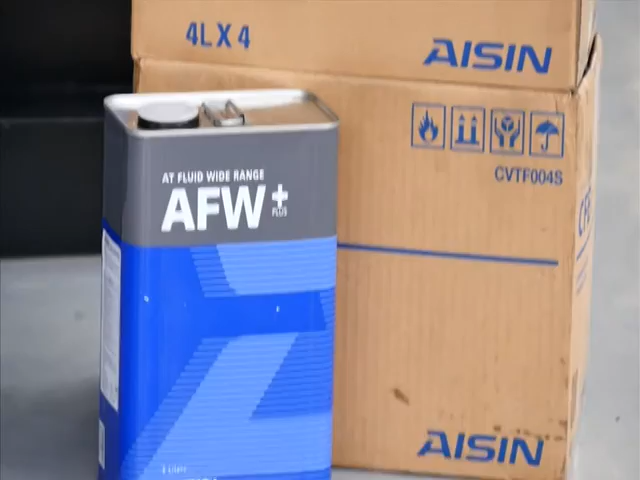 4L X 4
AISIN
CVTF004S
AT FLUID WIDE RANGE
AFW+
PLUS
AISIN